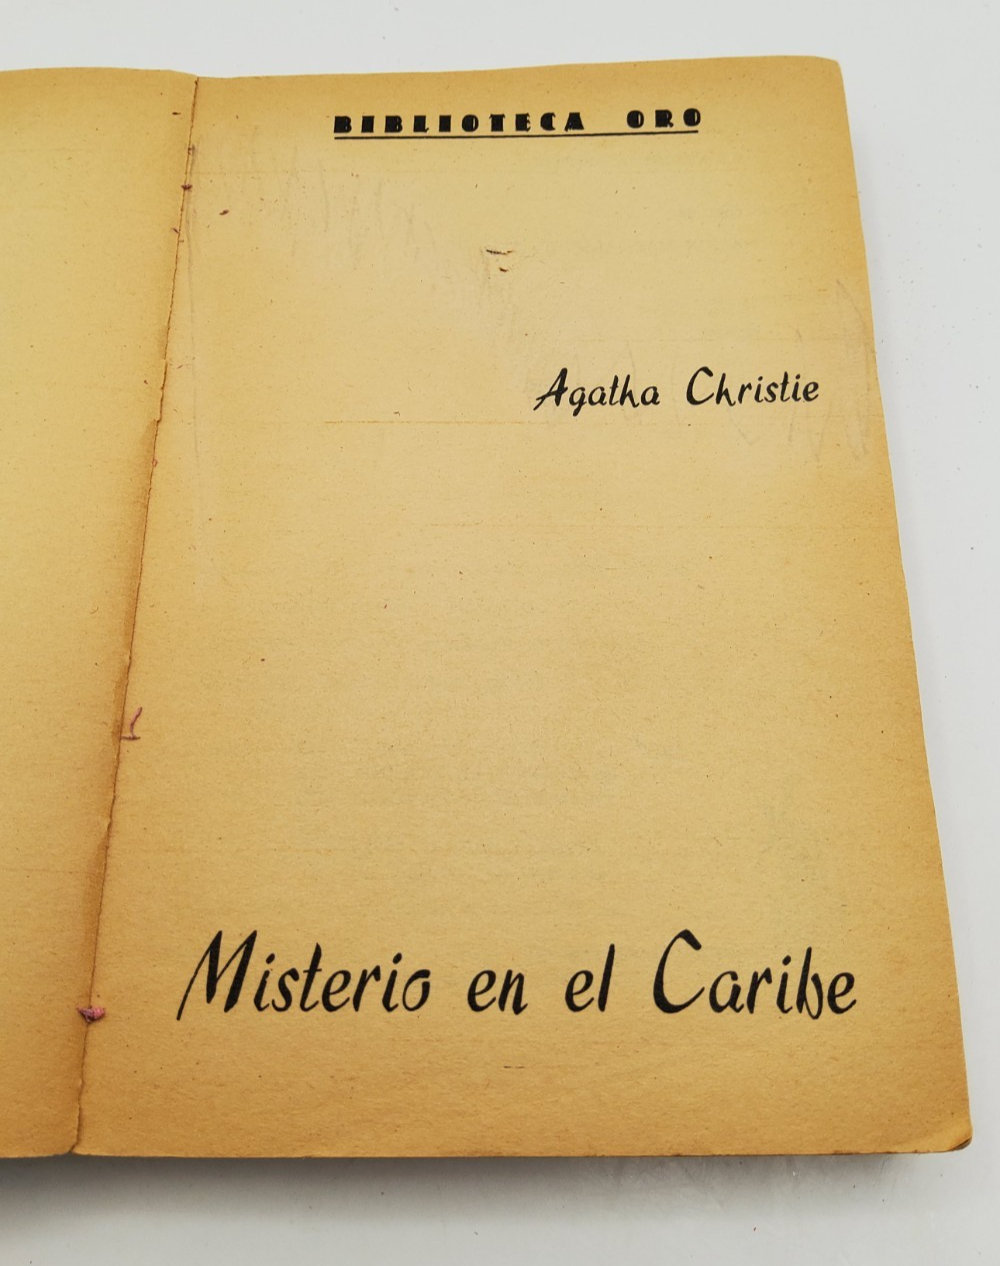 BIBLIOTECA ORO
Agatha Christie
Misterio en el Caribe